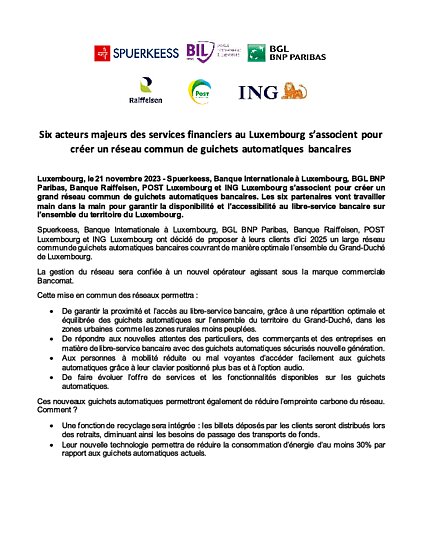 SPUERKEESS
BIL
BGL
BNP PARIBAS
Raiffeisen
POST
ING
Six acteurs majeurs des services financiers au Luxembourg s’associent pour
créer un réseau commun de guichets automatiques bancaires
Luxembourg, le 21 novembre 2023 - Spuerkeess, Banque Internationale à Luxembourg, BGL BNP
Paribas, Banque Raiffeisen, POST Luxembourg et ING Luxembourg s’associent pour créer un
grand réseau commun de guichets automatiques bancaires. Les six partenaires vont travailler
main dans la main pour garantir la disponibilité et l’accessibilité au libre-service bancaire sur
l’ensemble du territoire du Luxembourg.
Spuerkeess, Banque Internationale à Luxembourg, BGL BNP Paribas, Banque Raiffeisen, POST
Luxembourg et ING Luxembourg ont décidé de proposer à leurs clients d’ici 2025 un large réseau
commun de guichets automatiques bancaires couvrant de manière optimale l’ensemble du Grand-Duché
de Luxembourg.
La gestion du réseau sera confiée à un nouvel opérateur agissant sous la marque commerciale
Bancomat.
Cette mise en commun des réseaux permettra :
• De garantir la proximité et l’accès au libre-service bancaire, grâce à une répartition optimale et
équilibrée des guichets automatiques sur l’ensemble du territoire du Grand-Duché, dans les
zones urbaines comme les zones rurales moins peuplées.
• De répondre aux nouvelles attentes des particuliers, des commerçants et des entreprises en
matière de libre-service bancaire avec des guichets automatiques sécurisés nouvelle génération.
• Aux personnes à mobilité réduite ou mal voyantes d’accéder facilement aux guichets
automatiques grâce à leur clavier positionné plus bas et à l’option audio.
• De faire évoluer l’offre de services et les fonctionnalités disponibles sur les guichets
automatiques.
Ces nouveaux guichets automatiques permettront également de réduire l’empreinte carbone du réseau.
Comment ?
• Une fonction de recyclage sera intégrée : les billets déposés par les clients seront distribués lors
des retraits, diminuant ainsi les besoins de passage des transports de fonds.
• Leur nouvelle technologie permettra de réduire la consommation d’énergie d’au moins 30% par
rapport aux guichets automatiques actuels.